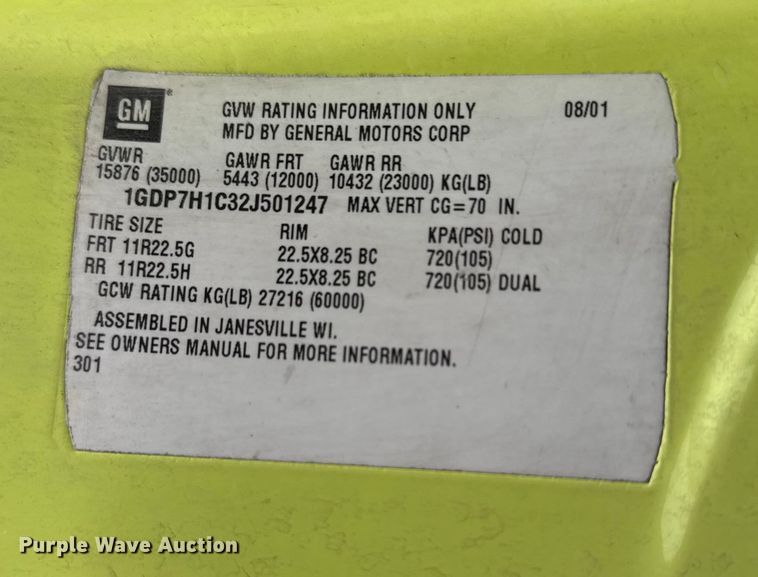 GM® GVW RATING INFORMATION ONLY 08/01
MFD BY GENERAL MOTORS CORP
GVWR GAWR FRT GAWR RR
15876 (35000) 5443 (12000) 10432 (23000) KG(LB)
1GDP7H1C32J501247 MAX VERT CG=70 IN.
TIRE SIZE RIM KPA(PSI) COLD
FRT 11R22.5G 22.5X8.25 BC 720(105)
RR 11R22.5H 22.5X8.25 BC 720(105) DUAL
GCW RATING KG(LB) 27216 (60000)
ASSEMBLED IN JANESVILLE WI.
SEE OWNERS MANUAL FOR MORE INFORMATION.
301
Purple Wave Auction